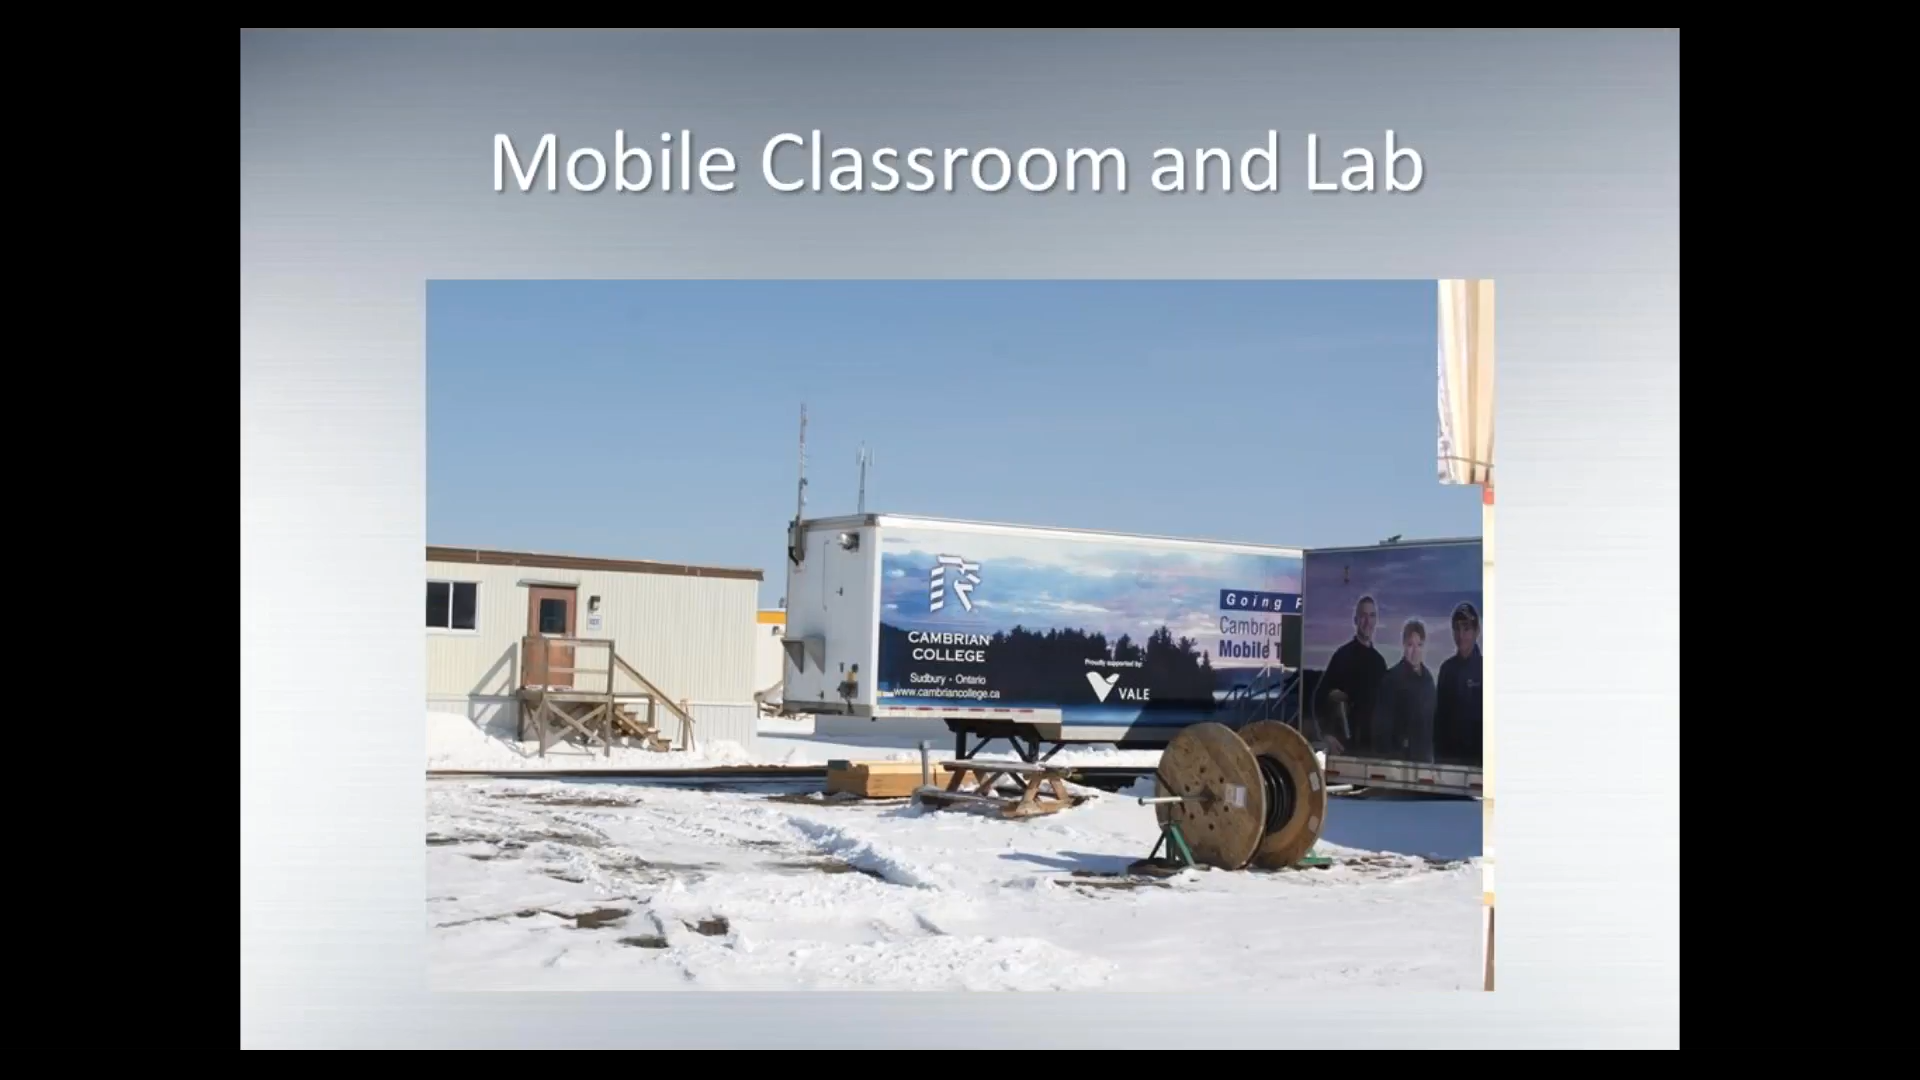 Mobile Classroom and Lab
Going
Cambrian
Mobile
CAMBRIAN
COLLEGE
Proudly supported by:
Sudbury - Ontario
VALE
www.cambriancollege.ca